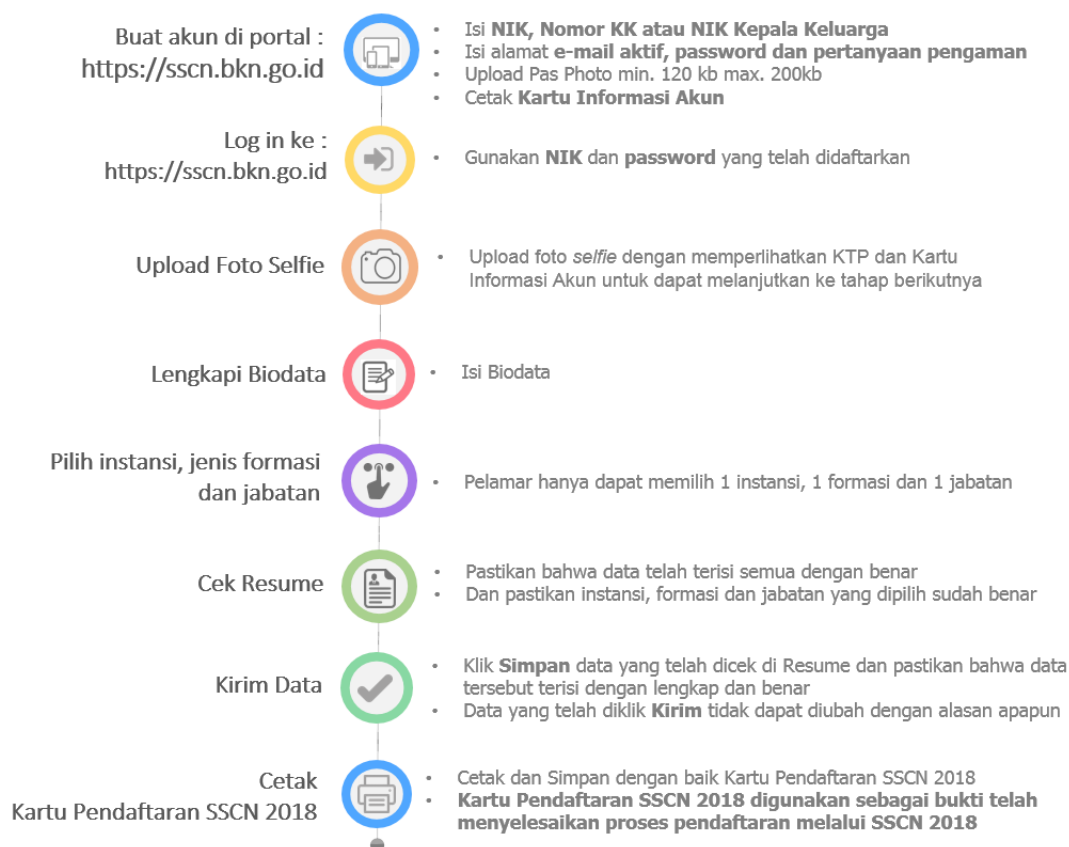 Buat akun di portal :
https://sscn.bkn.go.id
• Isi NIK, Nomor KK atau NIK Kepala Keluarga
• Isi alamat e-mail aktif, password dan pertanyaan pengaman
• Upload Pas Photo min. 120 kb max. 200kb
• Cetak Kartu Informasi Akun
Log in ke :
https://sscn.bkn.go.id
• Gunakan NIK dan password yang telah didaftarkan
Upload Foto Selfie
• Upload foto selfie dengan memperlihatkan KTP dan Kartu
Informasi Akun untuk dapat melanjutkan ke tahap berikutnya
Lengkapi Biodata
• Isi Biodata
Pilih instansi, jenis formasi
dan jabatan
• Pelamar hanya dapat memilih 1 instansi, 1 formasi dan 1 jabatan
Cek Resume
• Pastikan bahwa data telah terisi semua dengan benar
• Dan pastikan instansi, formasi dan jabatan yang dipilih sudah benar
Kirim Data
• Klik Simpan data yang telah dicek di Resume dan pastikan bahwa data
tersebut terisi dengan lengkap dan benar
• Data yang telah diklik Kirim tidak dapat diubah dengan alasan apapun
Cetak
Kartu Pendaftaran SSCN 2018
• Cetak dan Simpan dengan baik Kartu Pendaftaran SSCN 2018
• Kartu Pendaftaran SSCN 2018 digunakan sebagai bukti telah
menyelesaikan proses pendaftaran melalui SSCN 2018